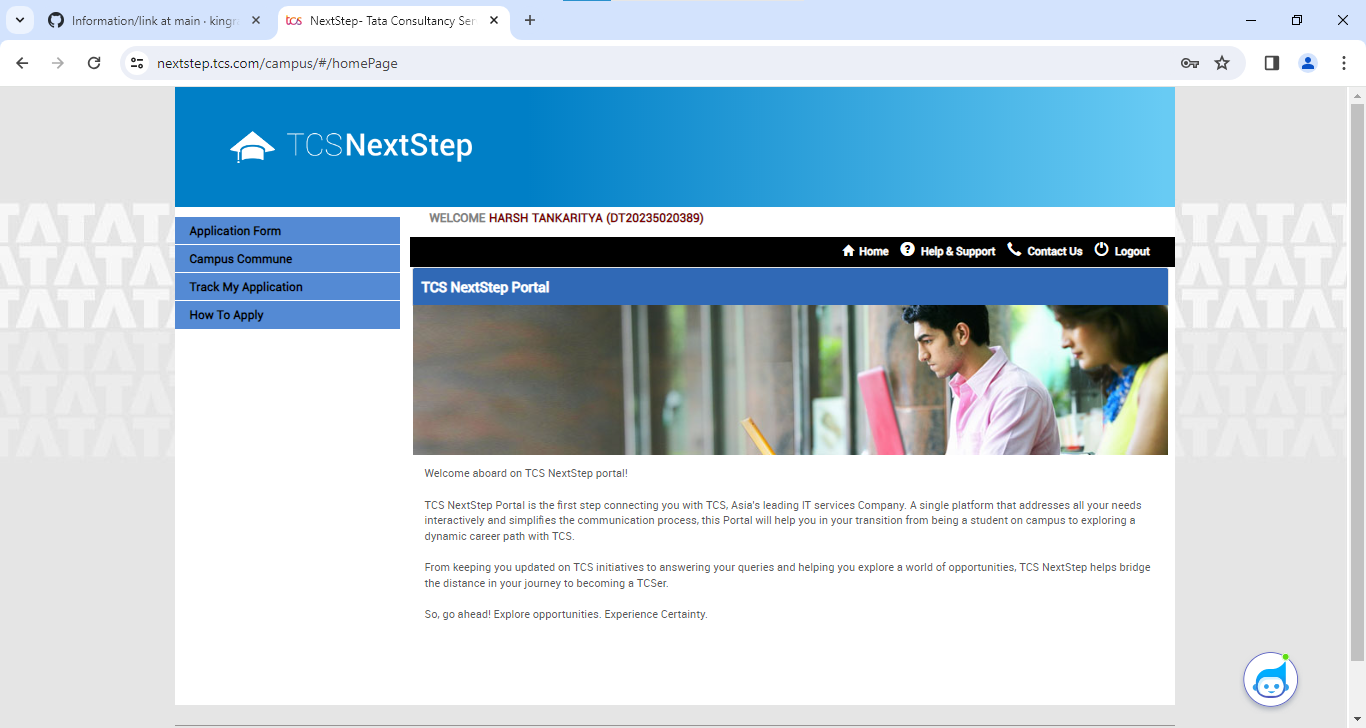 Information/link at main · kingr
NextStep- Tata Consultancy Ser
nextstep.tcs.com/campus/#/homePage
TCSNextStep
WELCOME HARSH TANKARITYA (DT20235020389)
Application Form
Campus Commune
Track My Application
How To Apply
Home Help & Support Contact Us Logout
TCS NextStep Portal
Welcome aboard on TCS NextStep portal!
TCS NextStep Portal is the first step connecting you with TCS, Asia's leading IT services Company. A single platform that addresses all your needs
interactively and simplifies the communication process, this Portal will help you in your transition from being a student on campus to exploring a
dynamic career path with TCS.
From keeping you updated on TCS initiatives to answering your queries and helping you explore a world of opportunities, TCS NextStep helps bridge
the distance in your journey to becoming a TCSer.
So, go ahead! Explore opportunities. Experience Certainty.